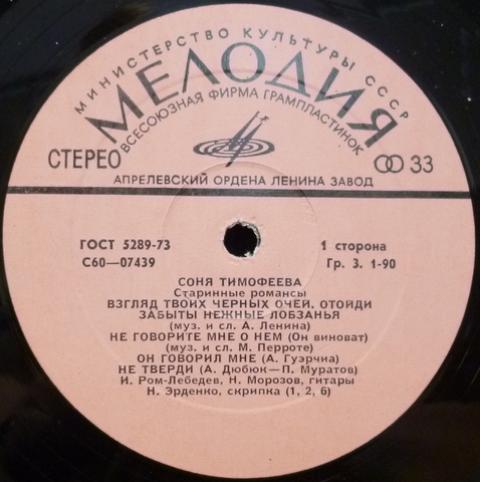 МИНИСТЕРСТВО КУЛЬТУРЫ СССР
МЕЛОДИЯ
ВСЕСОЮЗНАЯ ФИРМА ГРАМПЛАСТИНОК
СТЕРЕО
33
АПРЕЛЕВСКИЙ ОРДЕНА ЛЕНИНА ЗАВОД
ГОСТ 5289-73
1 сторона
С60—07439
Гр. 3. 1-90
СОНЯ ТИМОФЕЕВА
Старинные романсы
ВЗГЛЯД ТВОИХ ЧЕРНЫХ ОЧЕЙ. ОТОЙДИ
ЗАБЫТЫ НЕЖНЫЕ ЛОБЗАНЬЯ
(муз. и сл. А. Ленина)
НЕ ГОВОРИТЕ МНЕ О НЕМ (Он виноват)
(муз. и сл. М. Перроте)
ОН ГОВОРИЛ МНЕ (А. Гуэрчиа)
НЕ ТВЕРДИ (А. Дюбюк—П. Муратов)
И. Ром-Лебедев, Н. Морозов, гитары
Н. Эрденко, скрипка (1, 2, 6)